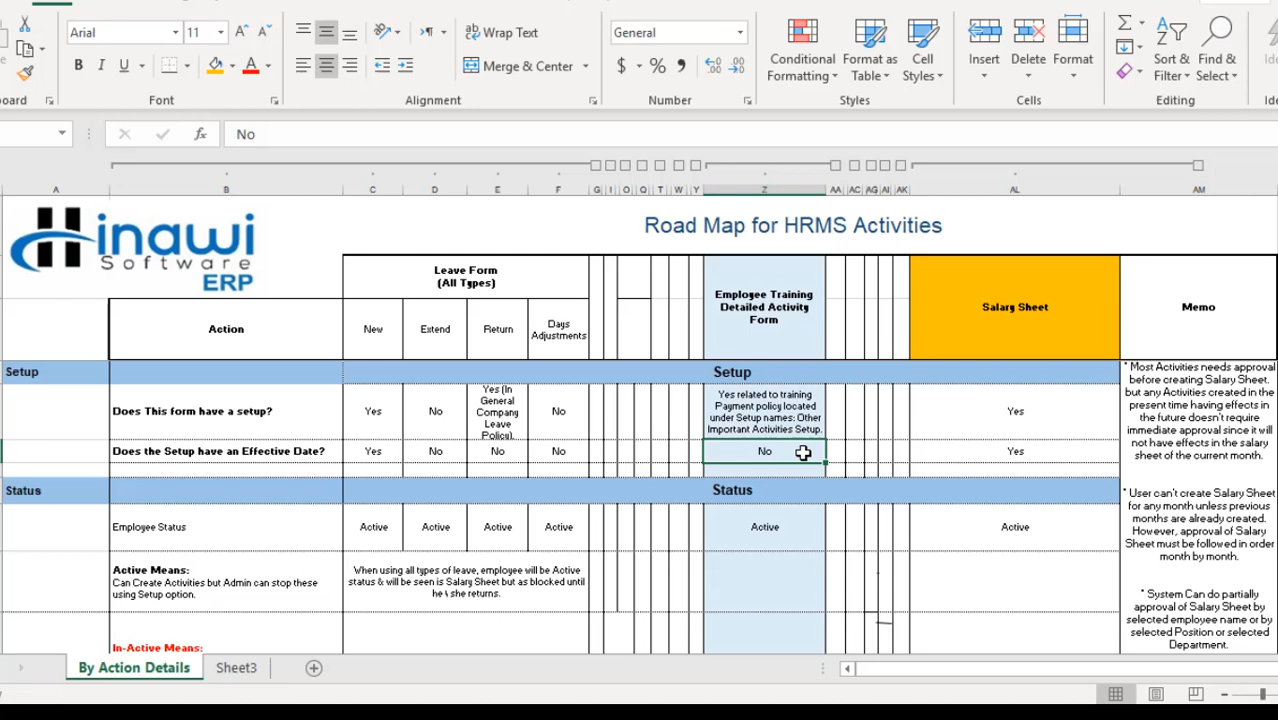 Arial
11
Wrap Text
General
Conditional
Formatting
Format as
Table
Cell
Styles
Insert
Delete
Format
Sort &
Filter
Find &
Select
B I U
Merge & Center
$ %
oard
Font
Alignment
Number
Styles
Cells
Editing
fx No
A B C D E F G I O Q T W Y Z AA AC AG AI AK AL AM
Hinawi
Software
ERP
Road Map for HRMS Activities
Leave Form
(All Types)
Employee Training
Detailed Activity
Form
Salary Sheet
Memo
Action
New
Extend
Return
Days
Adjustments
Setup
Setup
Does This form have a setup?
Yes
No
Yes (In
General
Company
Leave
Policy).
No
Yes related to training
Payment policy located
under Setup names: Other
Important Activities Setup.
Yes
Does the Setup have an Effective Date?
Yes
No
No
No
No
Yes
Status
Status
Employee Status
Active
Active
Active
Active
Active
Active
Active Means:
Can Create Activities but Admin can stop these
using Setup option.
When using all types of leave, employee will be Active
status & will be seen is Salary Sheet but as blocked until
he \ she returns.
In-Active Means:
* Most Activities needs approval
before creating Salary Sheet.
but any Activities created in the
present time having effects in
the future doesn't require
immediate approval since it will
not have effects in the salary
sheet of the current month.
* User can't create Salary Sheet
for any month unless previous
months are already created.
However, approval of Salary
Sheet must be followed in order
month by month.
* System Can do partially
approval of Salary Sheet by
selected employee name or by
selected Position or selected
Department.
By Action Details
Sheet3